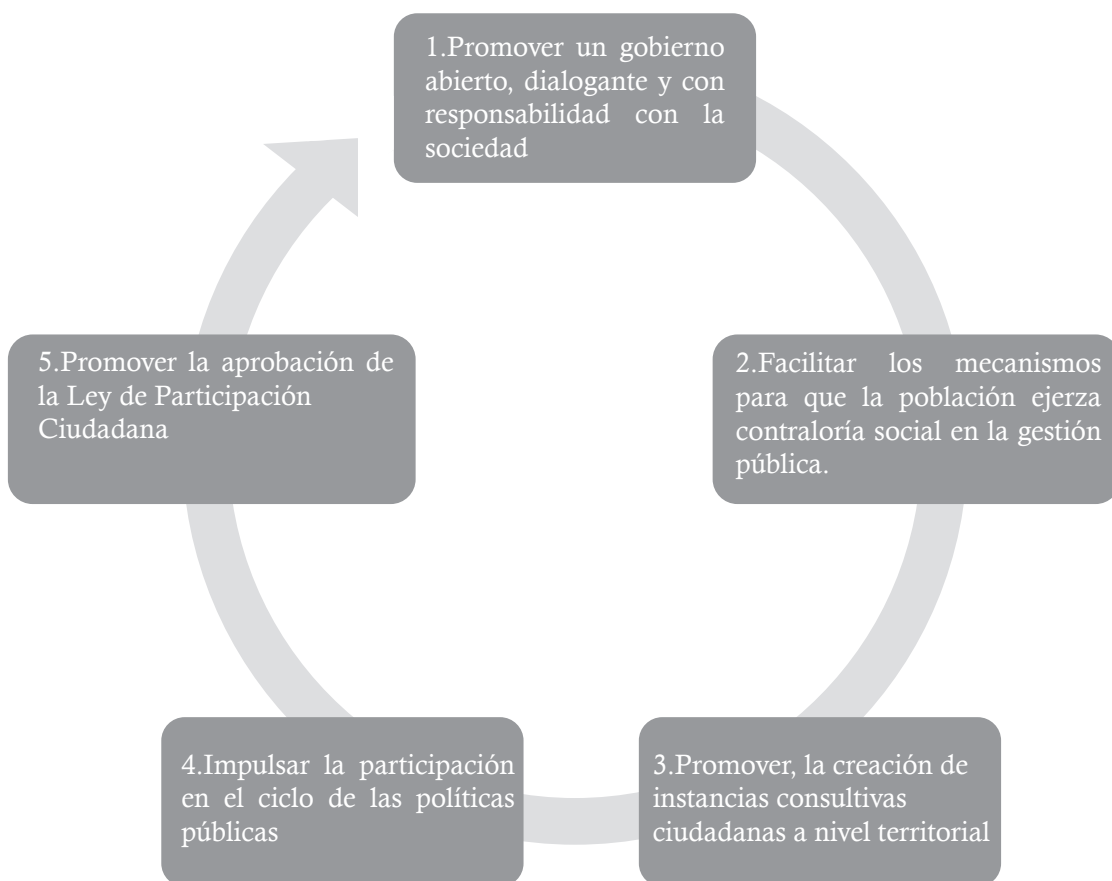 1.Promover un gobierno
abierto, dialogante y con
responsabilidad con la
sociedad
2.Facilitar los mecanismos
para que la población ejerza
contraloría social en la gestión
pública.
3.Promover, la creación de
instancias consultivas
ciudadanas a nivel territorial
4.Impulsar la participación
en el ciclo de las políticas
públicas
5.Promover la aprobación de
la Ley de Participación
Ciudadana